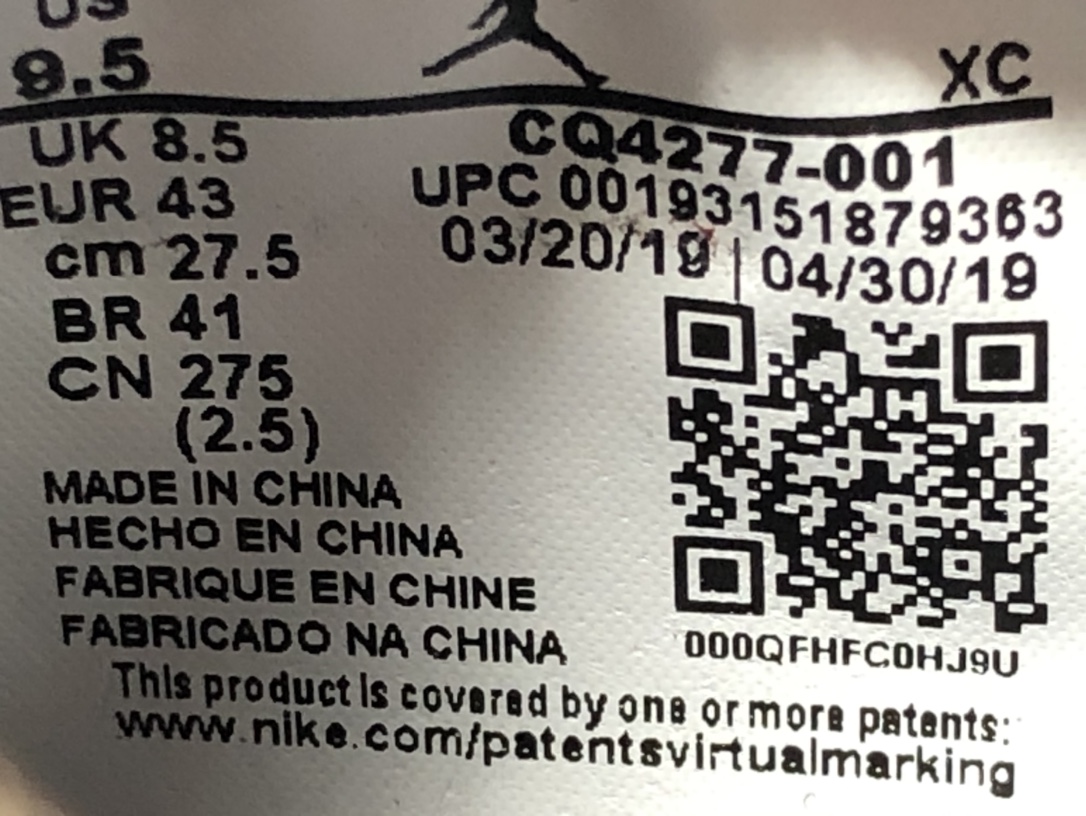 US
9.5
XC
UK 8.5
EUR 43
cm 27.5
BR 41
CN 275
(2.5)
CQ4277-001
UPC 00193151879363
03/20/19 | 04/30/19
MADE IN CHINA
HECHO EN CHINA
FABRIQUE EN CHINE
FABRICADO NA CHINA
000QFHFC0HJ9U
This product is covered by one or more patents:
www.nike.com/patentsvirtualmarking